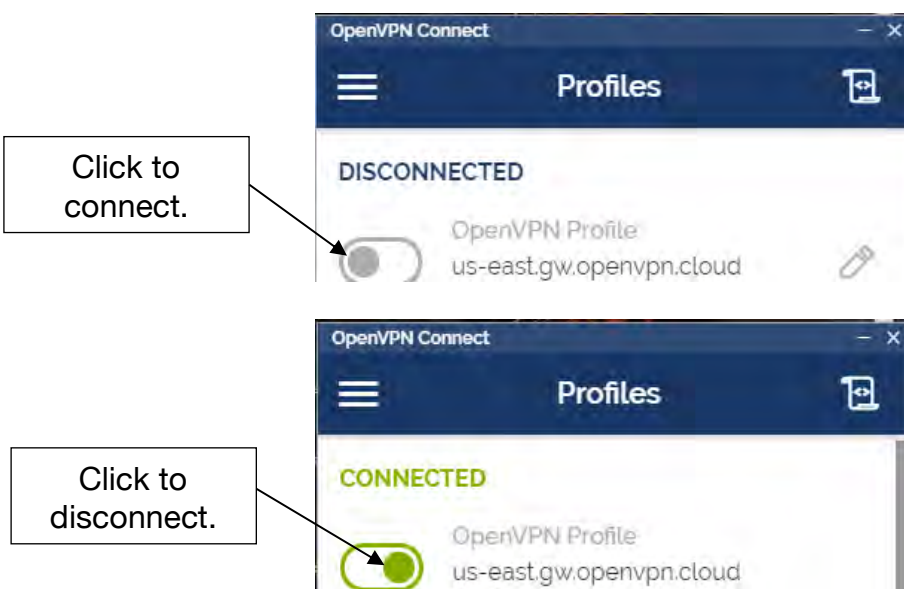 OpenVPN Connect
Profiles
Click to
connect.
DISCONNECTED
OpenVPN Profile
us-east.gw.openvpn.cloud
OpenVPN Connect
Profiles
Click to
disconnect.
CONNECTED
OpenVPN Profile
us-east.gw.openvpn.cloud